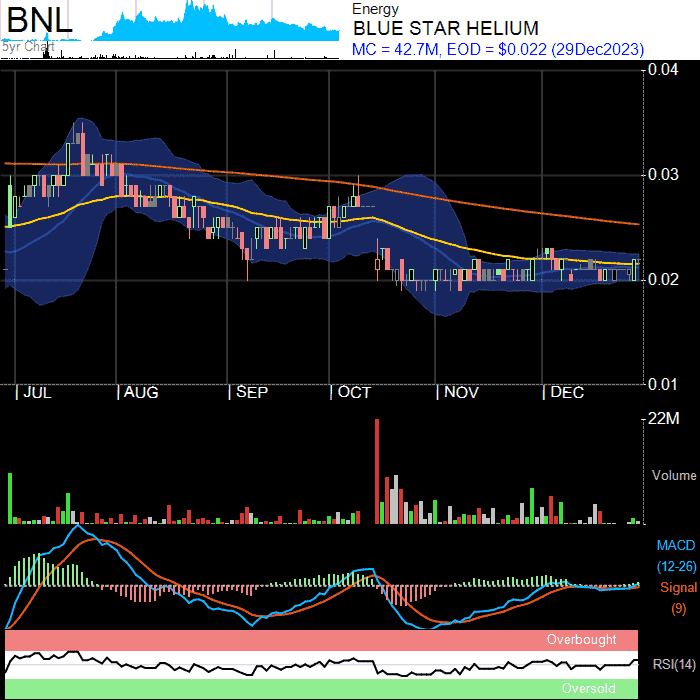 BNL
5yr Chart
Energy
BLUE STAR HELIUM
MC = 42.7M, EOD = $0.022 (29Dec2023)
0.04
0.03
0.02
0.01
JUL AUG SEP OCT NOV DEC
22M
Volume
MACD
(12-26)
Signal
(9)
Overbought
RSI(14)
Oversold